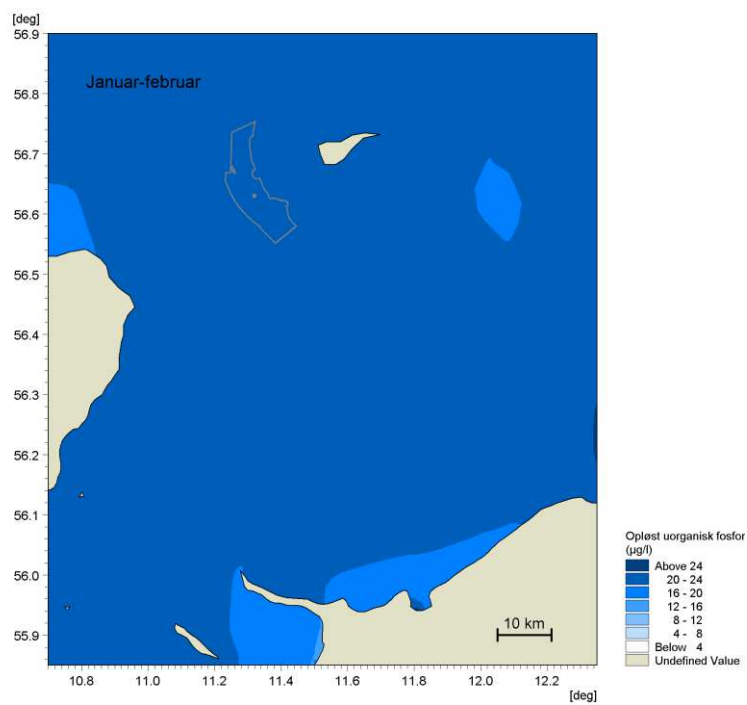 [deg]
56.9
Januar-februar
56.8
56.7
56.6
56.5
56.4
56.3
56.2
56.1
56.0
55.9
10 km
10.8 11.0 11.2 11.4 11.6 11.8 12.0 12.2
[deg]
Opløst uorganisk fosfor
(µg/l)
Above 24
20 - 24
16 - 20
12 - 16
8 - 12
4 - 8
Below 4
Undefined Value